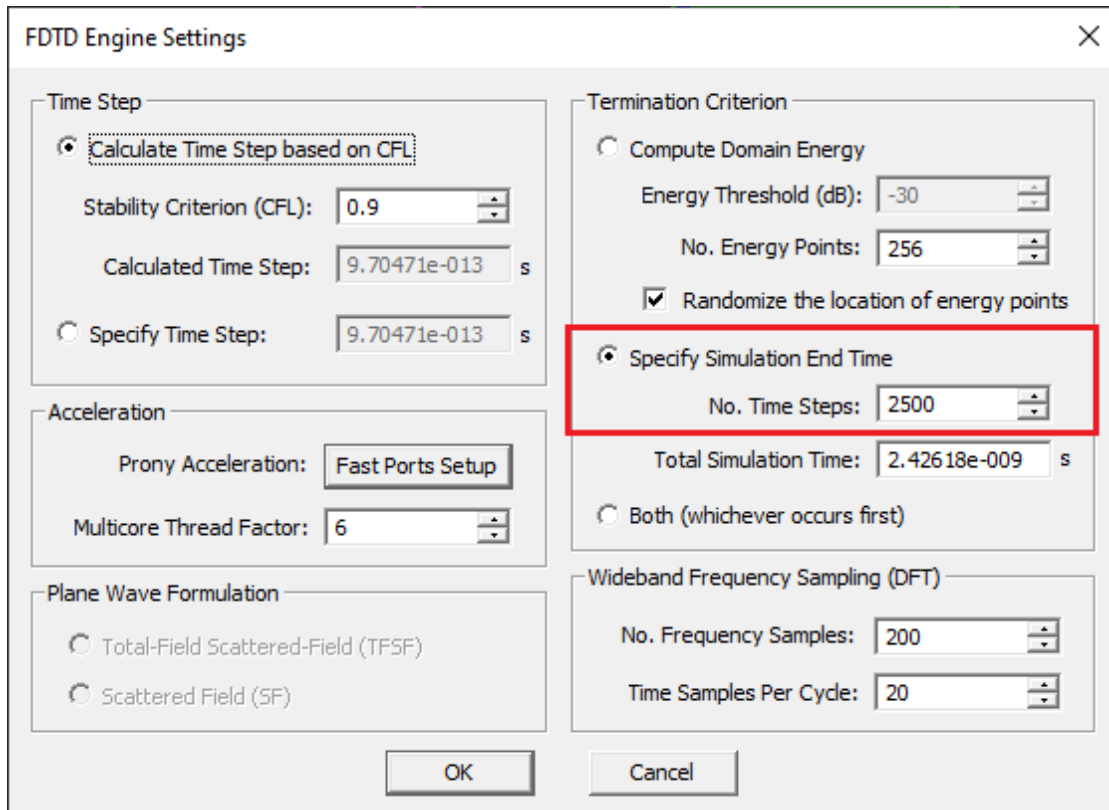 FDTD Engine Settings
Time Step
Calculate Time Step based on CFL
Stability Criterion (CFL): 0.9
Calculated Time Step: 9.70471e-013 s
Specify Time Step: 9.70471e-013 s
Acceleration
Prony Acceleration: Fast Ports Setup
Multicore Thread Factor: 6
Plane Wave Formulation
Total-Field Scattered-Field (TFSF)
Scattered Field (SF)
Termination Criterion
Compute Domain Energy
Energy Threshold (dB): -30
No. Energy Points: 256
Randomize the location of energy points
Specify Simulation End Time
No. Time Steps: 2500
Total Simulation Time: 2.42618e-009 s
Both (whichever occurs first)
Wideband Frequency Sampling (DFT)
No. Frequency Samples: 200
Time Samples Per Cycle: 20
OK
Cancel